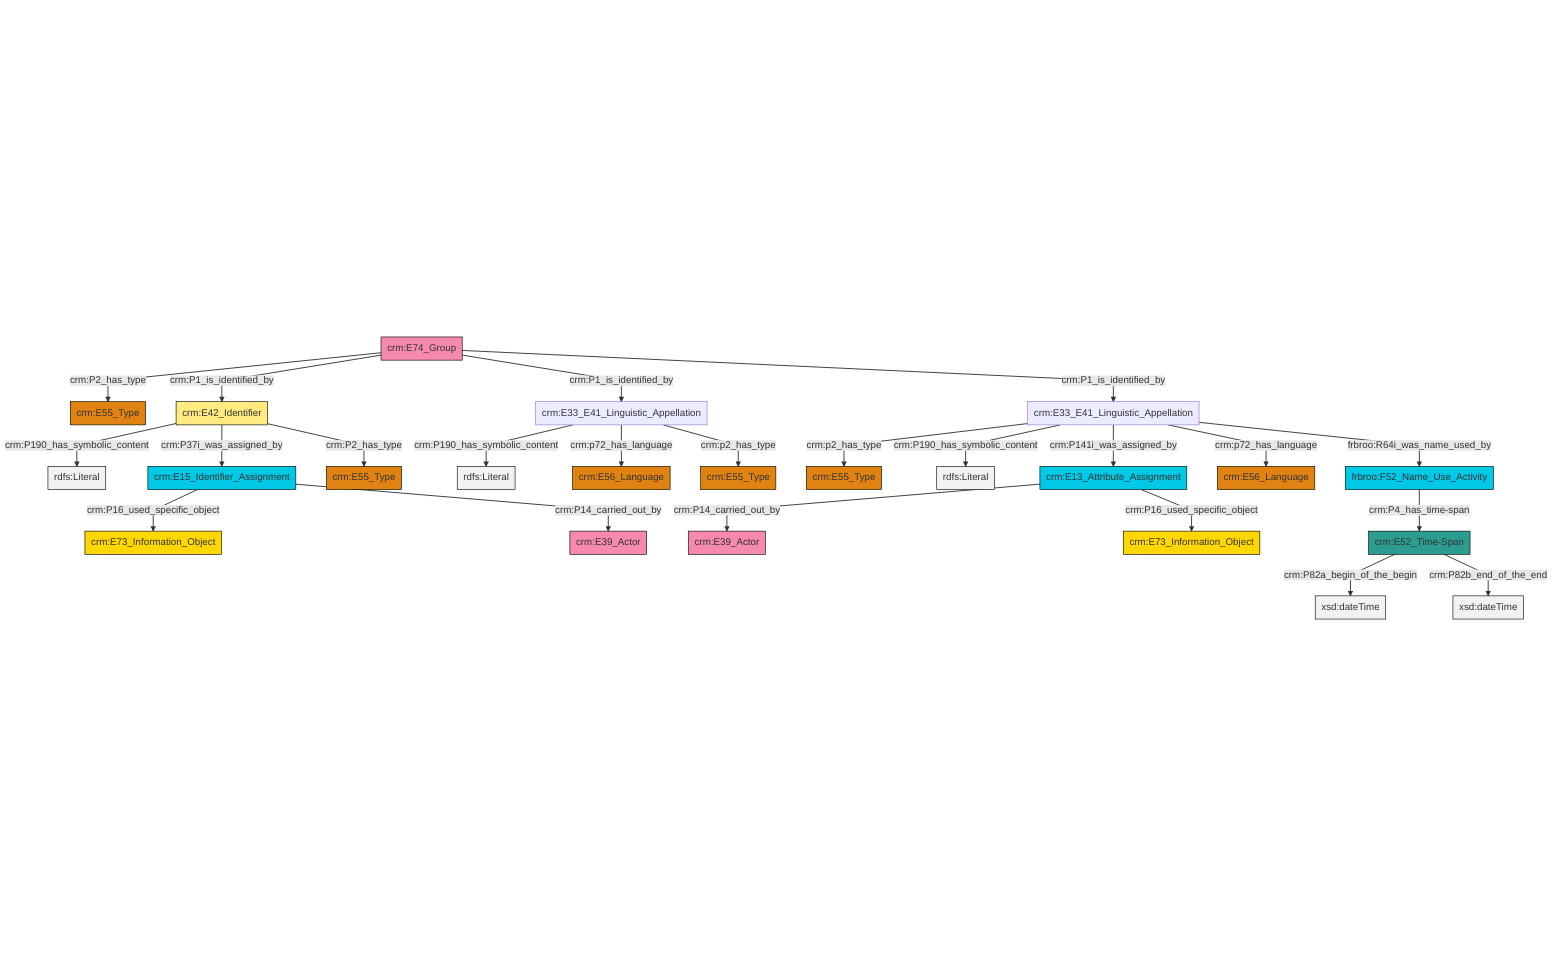 crm:E74_Group
crm:P2_has_type
crm:P1_is_identified_by
crm:P1_is_identified_by
crm:P1_is_identified_by
crm:E55_Type
crm:E42_Identifier
crm:E33_E41_Linguistic_Appellation
crm:E33_E41_Linguistic_Appellation
crm:P190_has_symbolic_content
crm:P37i_was_assigned_by
crm:P2_has_type
crm:P190_has_symbolic_content
crm:p72_has_language
crm:p2_has_type
crm:p2_has_type
crm:P190_has_symbolic_content
crm:P141i_was_assigned_by
crm:p72_has_language
frbroo:R64i_was_name_used_by
rdfs:Literal
crm:E15_Identifier_Assignment
crm:E55_Type
rdfs:Literal
crm:E56_Language
crm:E55_Type
crm:E55_Type
rdfs:Literal
crm:E13_Attribute_Assignment
crm:E56_Language
frbroo:F52_Name_Use_Activity
crm:P16_used_specific_object
crm:P14_carried_out_by
crm:P14_carried_out_by
crm:P16_used_specific_object
crm:P4_has_time-span
crm:E73_Information_Object
crm:E39_Actor
crm:E39_Actor
crm:E73_Information_Object
crm:E52_Time-Span
crm:P82a_begin_of_the_begin
crm:P82b_end_of_the_end
xsd:dateTime
xsd:dateTime